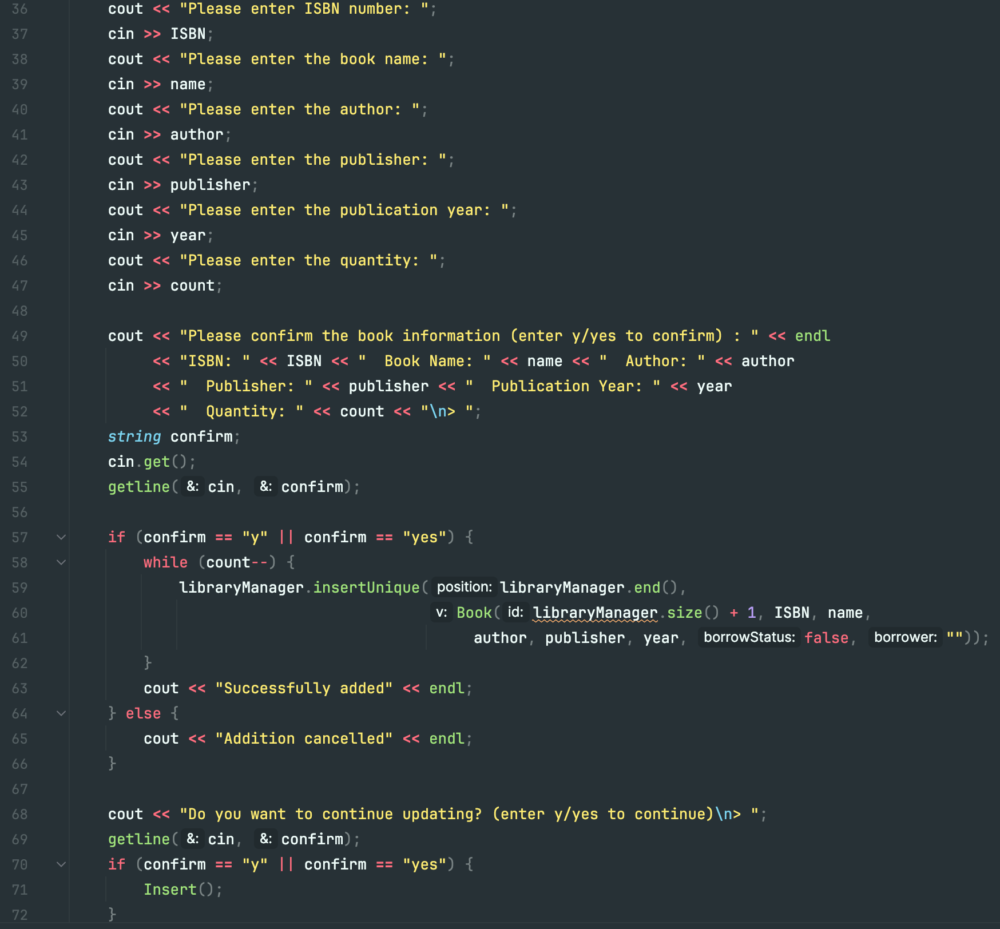 36 cout << "Please enter ISBN number: ";
37 cin >> ISBN;
38 cout << "Please enter the book name: ";
39 cin >> name;
40 cout << "Please enter the author: ";
41 cin >> author;
42 cout << "Please enter the publisher: ";
43 cin >> publisher;
44 cout << "Please enter the publication year: ";
45 cin >> year;
46 cout << "Please enter the quantity: ";
47 cin >> count;
48
49 cout << "Please confirm the book information (enter y/yes to confirm) : " << endl
50 << "ISBN: " << ISBN << "  Book Name: " << name << "  Author: " << author
51 << "  Publisher: " << publisher << "  Publication Year: " << year
52 << "  Quantity: " << count << "\n> ";
53 string confirm;
54 cin.get();
55 getline( &: cin, &: confirm);
56
57 if (confirm == "y" || confirm == "yes") {
58 while (count--) {
59 libraryManager.insertUnique( position: libraryManager.end(),
60 v: Book( id: libraryManager.size() + 1, ISBN, name,
61 author, publisher, year, borrowStatus: false, borrower: ""));
62 }
63 cout << "Successfully added" << endl;
64 } else {
65 cout << "Addition cancelled" << endl;
66 }
67
68 cout << "Do you want to continue updating? (enter y/yes to continue)\n> ";
69 getline( &: cin, &: confirm);
70 if (confirm == "y" || confirm == "yes") {
71 Insert();
72 }